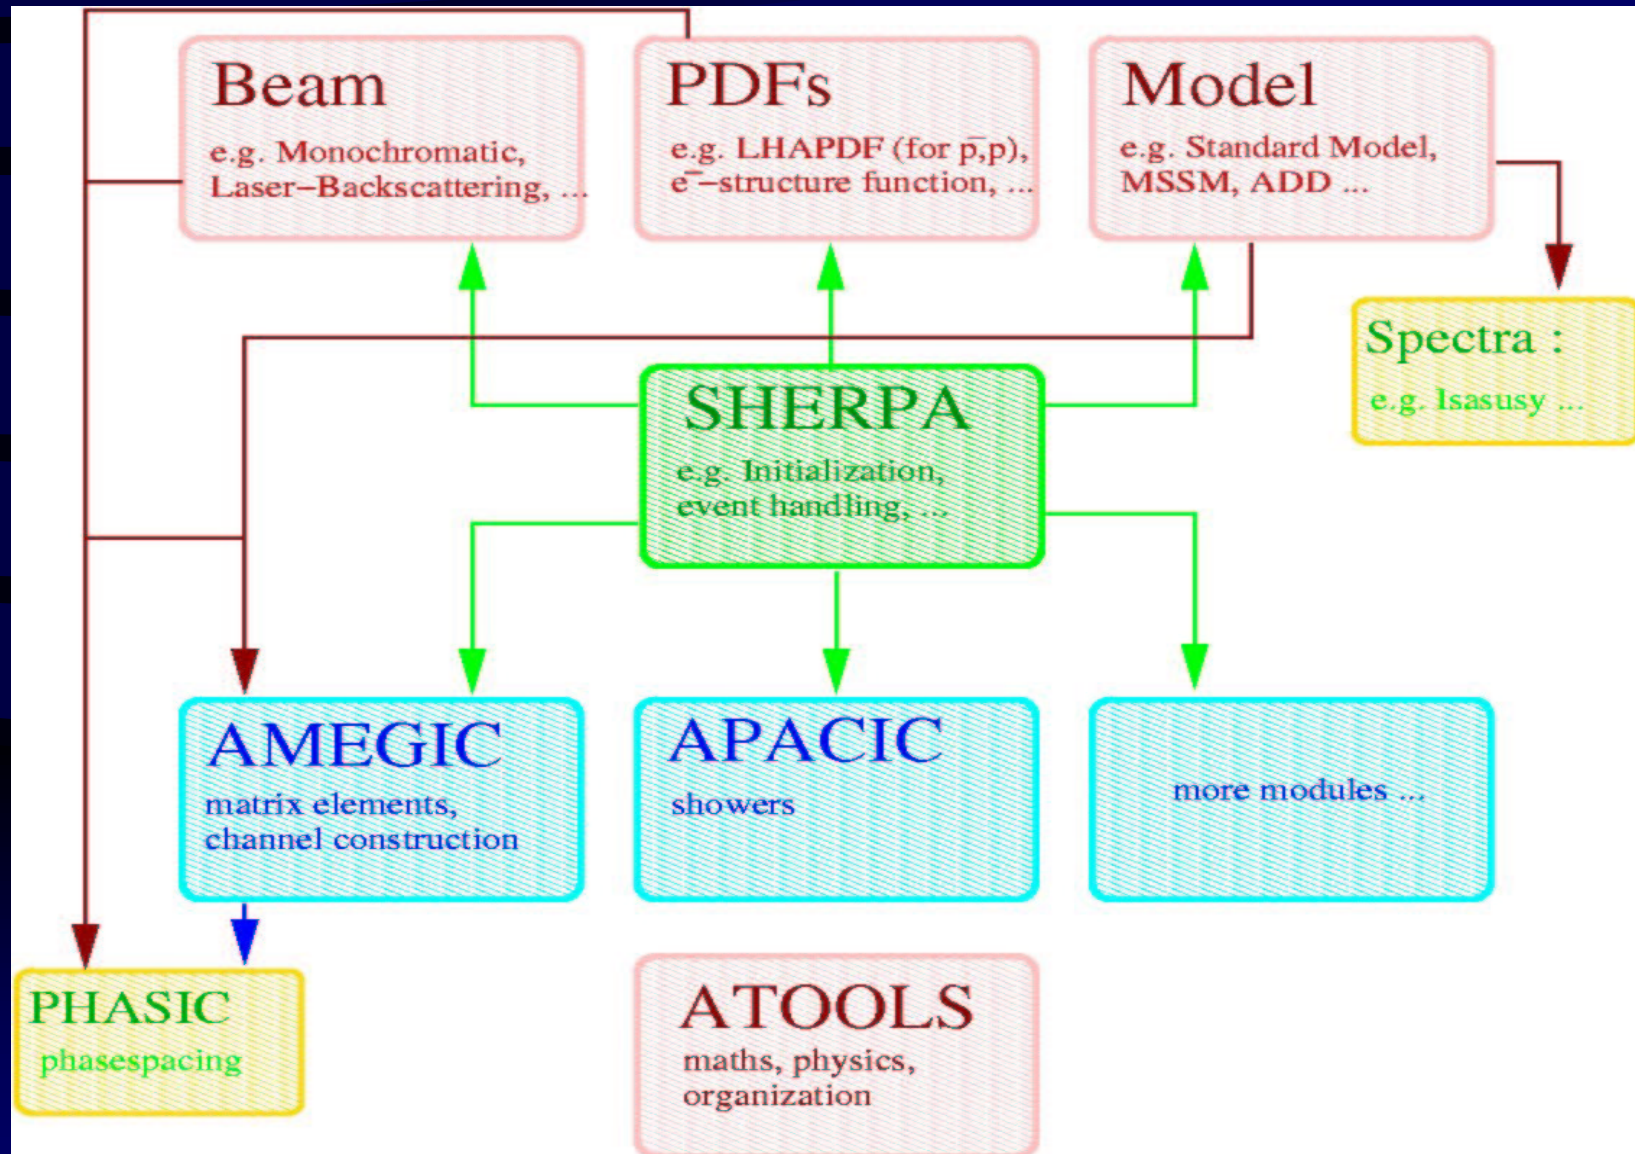 Beam
e.g. Monochromatic,
Laser–Backscattering, ...
PDFs
e.g. LHAPDF (for p̅,p),
e⁻–structure function, ...
Model
e.g. Standard Model,
MSSM, ADD ...
Spectra :
e.g. Isasusy ...
SHERPA
e.g. Initialization,
event handling, ...
AMEGIC
matrix elements,
channel construction
APACIC
showers
more modules ...
PHASIC
phasespacing
ATOOLS
maths, physics,
organization